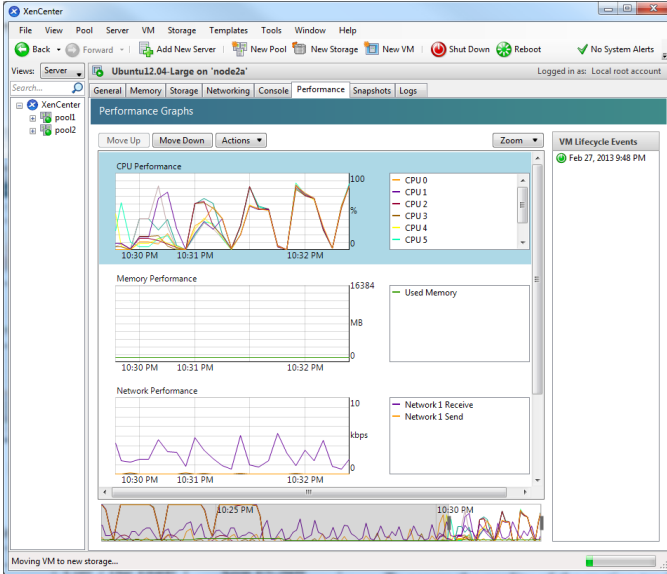 XenCenter
File View Pool Server VM Storage Templates Tools Window Help
Back Forward Add New Server New Pool New Storage New VM Shut Down Reboot No System Alerts
Views: Server Ubuntu12.04-Large on 'node2a' Logged in as: Local root account
Search... General Memory Storage Networking Console Performance Snapshots Logs
XenCenter
pool1
pool2
Performance Graphs
Move Up Move Down Actions Zoom
VM Lifecycle Events
Feb 27, 2013 9:48 PM
CPU Performance
100
%
0
10:30 PM 10:31 PM 10:32 PM
CPU 0
CPU 1
CPU 2
CPU 3
CPU 4
CPU 5
Memory Performance
16384
MB
0
10:30 PM 10:31 PM 10:32 PM
Used Memory
Network Performance
10
kbps
0
10:30 PM 10:31 PM 10:32 PM
Network 1 Receive
Network 1 Send
10:25 PM 10:30 PM
Moving VM to new storage...